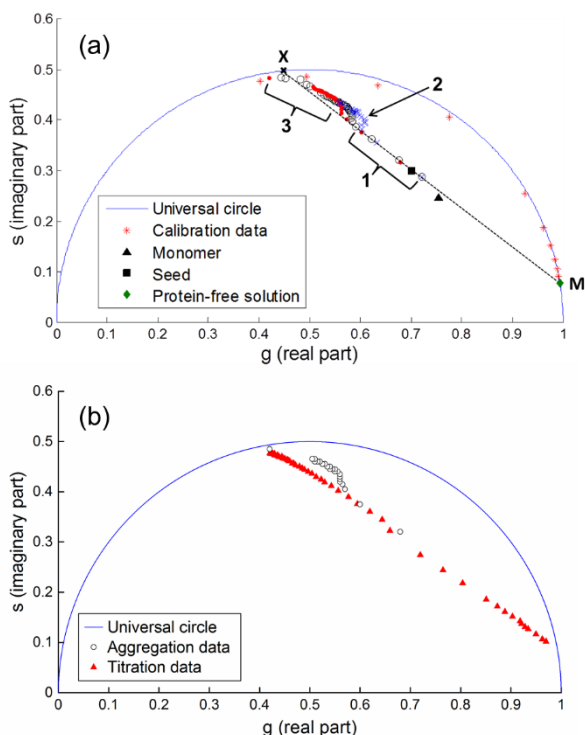 (a)
X
2
3
1
M
0.6
0.5
0.4
0.3
0.2
0.1
0
s (imaginary part)
Universal circle
Calibration data
Monomer
Seed
Protein-free solution
0 0.1 0.2 0.3 0.4 0.5 0.6 0.7 0.8 0.9 1
g (real part)
(b)
0.6
0.5
0.4
0.3
0.2
0.1
0
s (imaginary part)
Universal circle
Aggregation data
Titration data
0 0.1 0.2 0.3 0.4 0.5 0.6 0.7 0.8 0.9 1
g (real part)